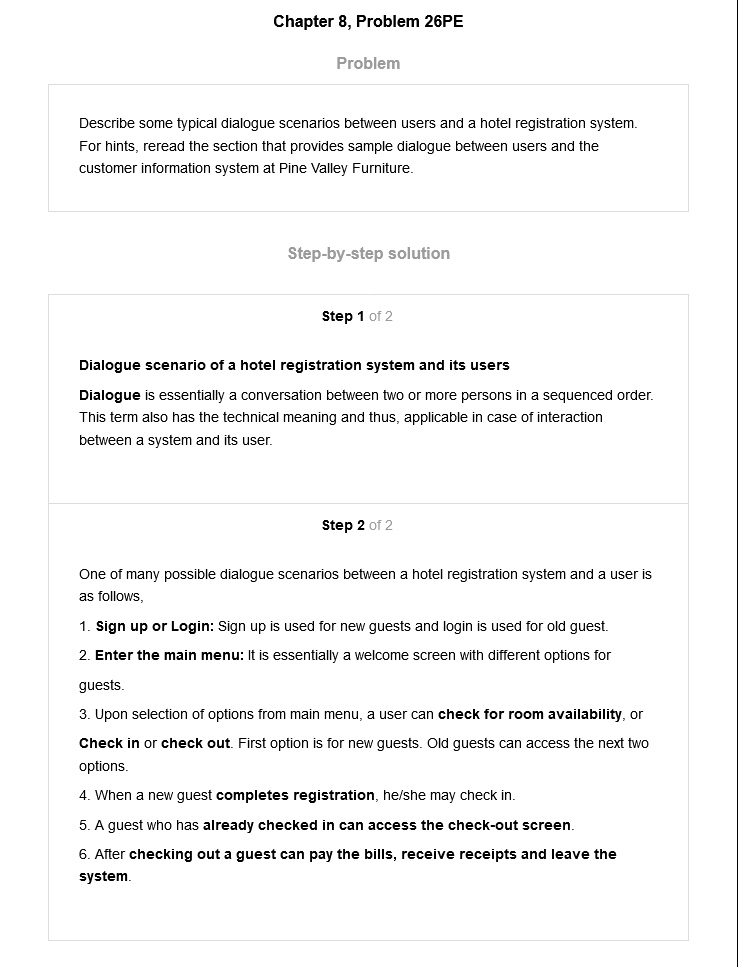 Chapter 8, Problem 26PE
Problem
Describe some typical dialogue scenarios between users and a hotel registration system.
For hints, reread the section that provides sample dialogue between users and the
customer information system at Pine Valley Furniture.
Step-by-step solution
Step 1 of 2
Dialogue scenario of a hotel registration system and its users
Dialogue is essentially a conversation between two or more persons in a sequenced order.
This term also has the technical meaning and thus, applicable in case of interaction
between a system and its user.
Step 2 of 2
One of many possible dialogue scenarios between a hotel registration system and a user is
as follows,
1. Sign up or Login: Sign up is used for new guests and login is used for old guest.
2. Enter the main menu: It is essentially a welcome screen with different options for
guests.
3. Upon selection of options from main menu, a user can check for room availability, or
Check in or check out. First option is for new guests. Old guests can access the next two
options.
4. When a new guest completes registration, he/she may check in.
5. A guest who has already checked in can access the check-out screen.
6. After checking out a guest can pay the bills, receive receipts and leave the
system.